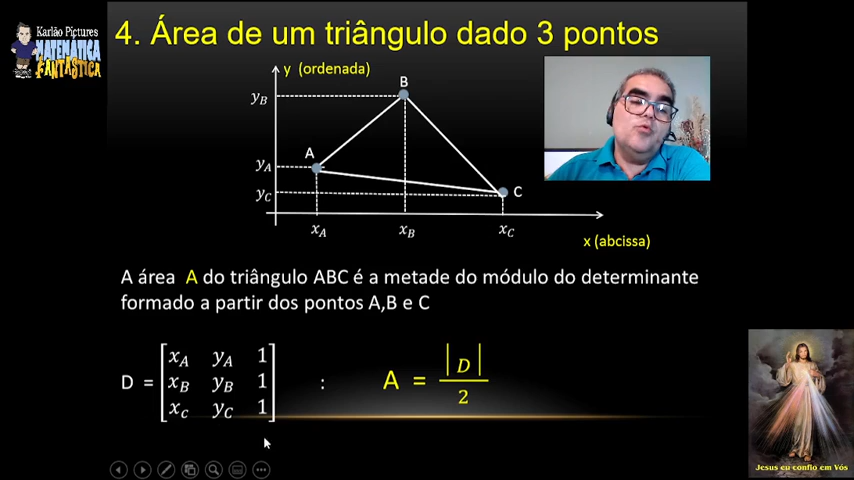 Karlão Pictures
MATEMÁTICA
FANTÁSTICA
4. Área de um triângulo dado 3 pontos
y (ordenada)
B
y_B
A
y_A
y_C
C
x_A x_B x_C
x (abcissa)
A área A do triângulo ABC é a metade do módulo do determinante
formado a partir dos pontos A,B e C
D = [x_A y_A 1
x_B y_B 1
x_C y_C 1]
:
A = |D|
2
Jesus eu confio em Vós